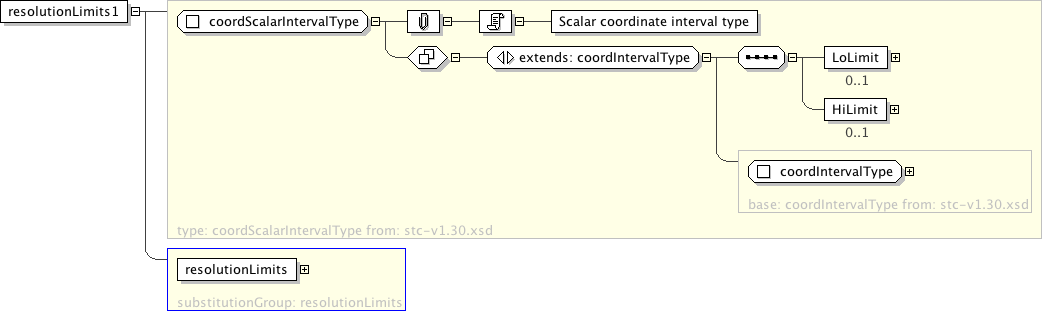 resolutionLimits1
coordScalarIntervalType
Scalar coordinate interval type
extends: coordIntervalType
LoLimit
0..1
HiLimit
0..1
coordIntervalType
base: coordIntervalType from: stc-v1.30.xsd
type: coordScalarIntervalType from: stc-v1.30.xsd
resolutionLimits
substitutionGroup: resolutionLimits